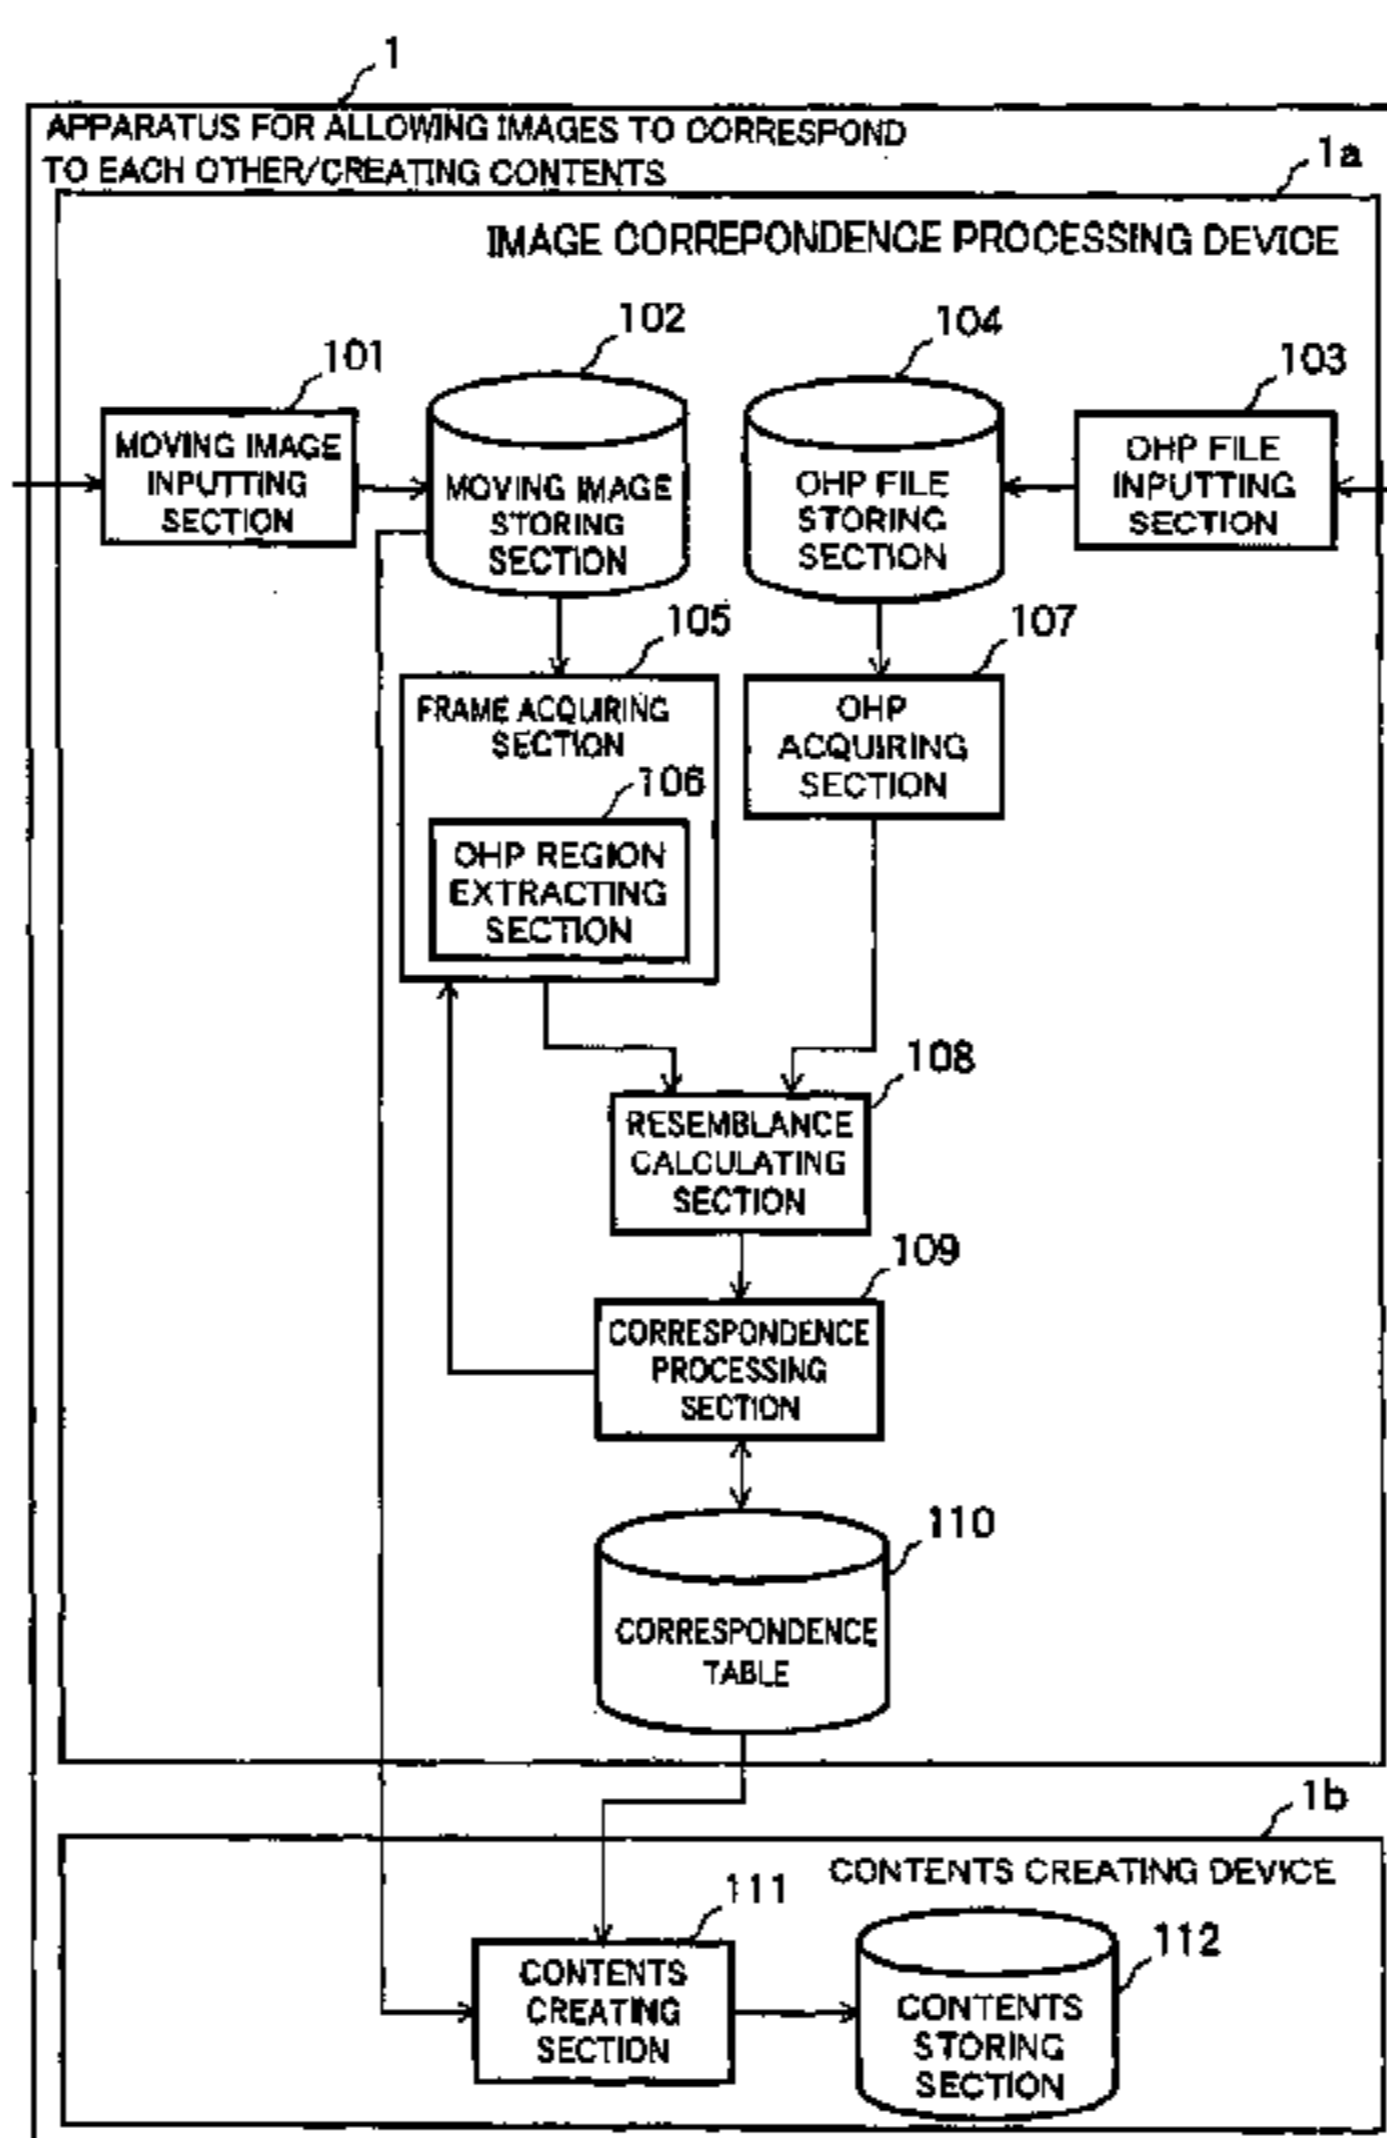 1
APPARATUS FOR ALLOWING IMAGES TO CORRESPOND
TO EACH OTHER/CREATING CONTENTS
1a
IMAGE CORREPONDENCE PROCESSING DEVICE
101
MOVING IMAGE
INPUTTING
SECTION
102
MOVING IMAGE
STORING
SECTION
104
OHP FILE
STORING
SECTION
103
OHP FILE
INPUTTING
SECTION
105
FRAME ACQUIRING
SECTION
106
OHP REGION
EXTRACTING
SECTION
107
OHP
ACQUIRING
SECTION
108
RESEMBLANCE
CALCULATING
SECTION
109
CORRESPONDENCE
PROCESSING
SECTION
110
CORRESPONDENCE
TABLE
1b
CONTENTS CREATING DEVICE
111
CONTENTS
CREATING
SECTION
112
CONTENTS
STORING
SECTION